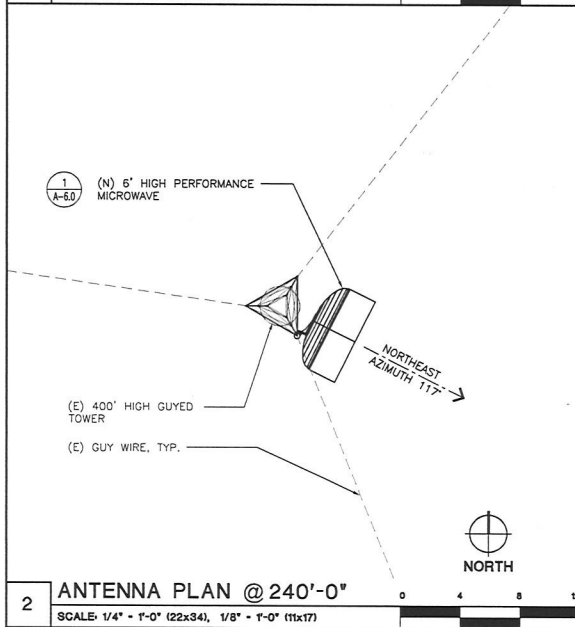 1
A-6.0
(N) 6' HIGH PERFORMANCE
MICROWAVE
NORTHEAST
AZIMUTH 117°
(E) 400' HIGH GUYED
TOWER
(E) GUY WIRE, TYP.
NORTH
2
ANTENNA PLAN @ 240'-0"
SCALE: 1/4" - 1'-0" (22x34), 1/8" - 1'-0" (11x17)
0 4 8